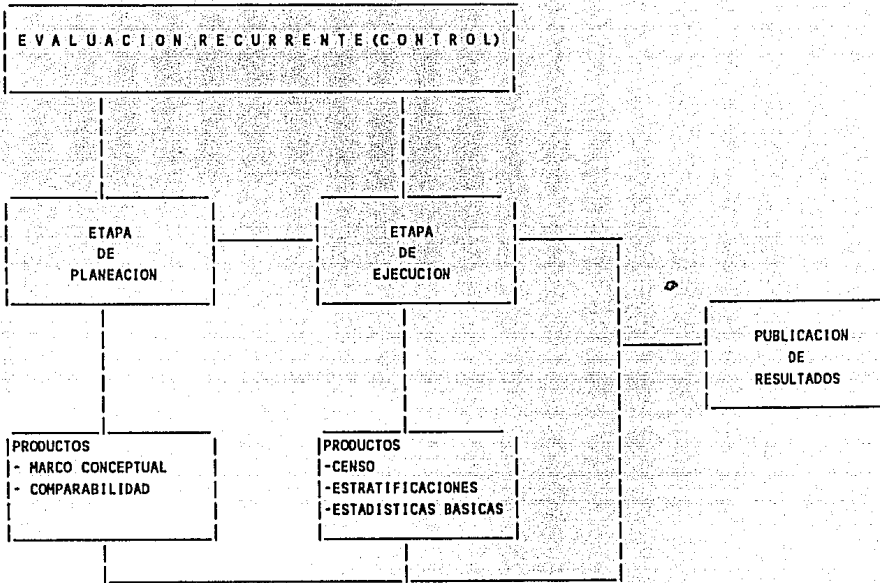 EVALUACION RECURRENTE (CONTROL)
ETAPA
DE
PLANEACION
ETAPA
DE
EJECUCION
PUBLICACION
DE
RESULTADOS
PRODUCTOS
- MARCO CONCEPTUAL
- COMPARABILIDAD
PRODUCTOS
-CENSO
-ESTRATIFICACIONES
-ESTADISTICAS BASICAS